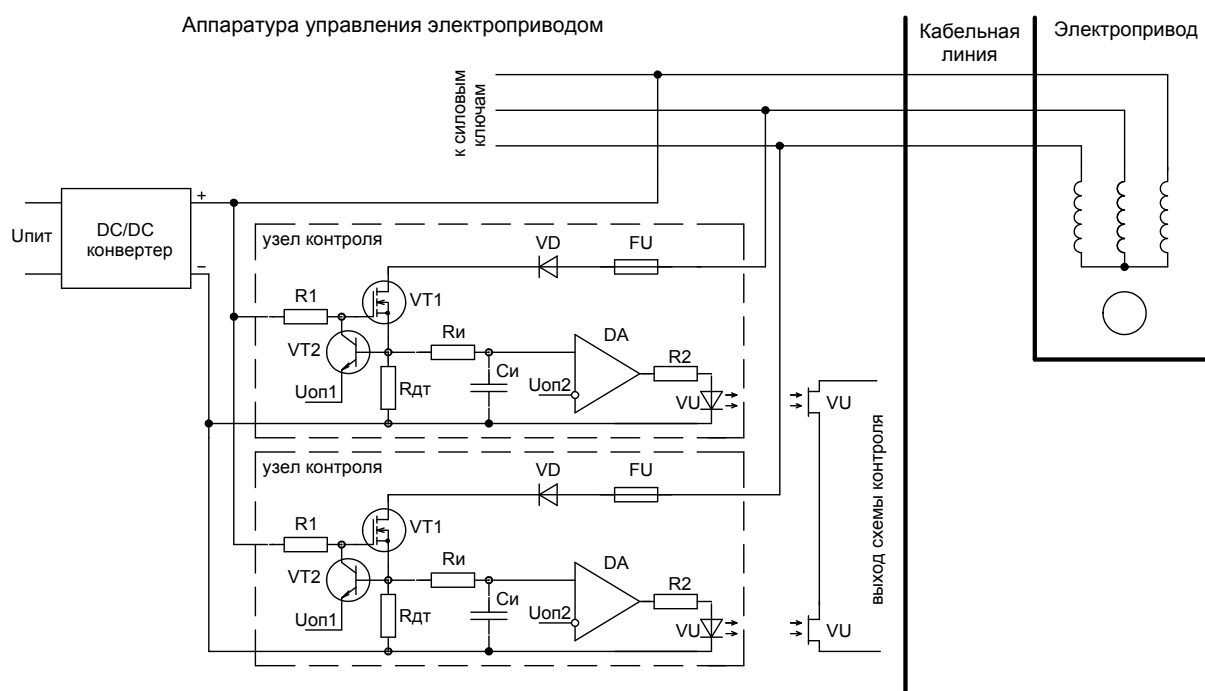 Аппаратура управления электроприводом
Кабельная
линия
Электропривод
к силовым
ключам
+
Uпит
DC/DC
конвертер
–
узел контроля
VD
FU
R1
VT1
VT2
Rи
DA
R2
Uоп1
Rдт
Cи
Uоп2
VU
VU
узел контроля
VD
FU
R1
VT1
VT2
Rи
DA
R2
Uоп1
Rдт
Cи
Uоп2
VU
VU
выход схемы контроля